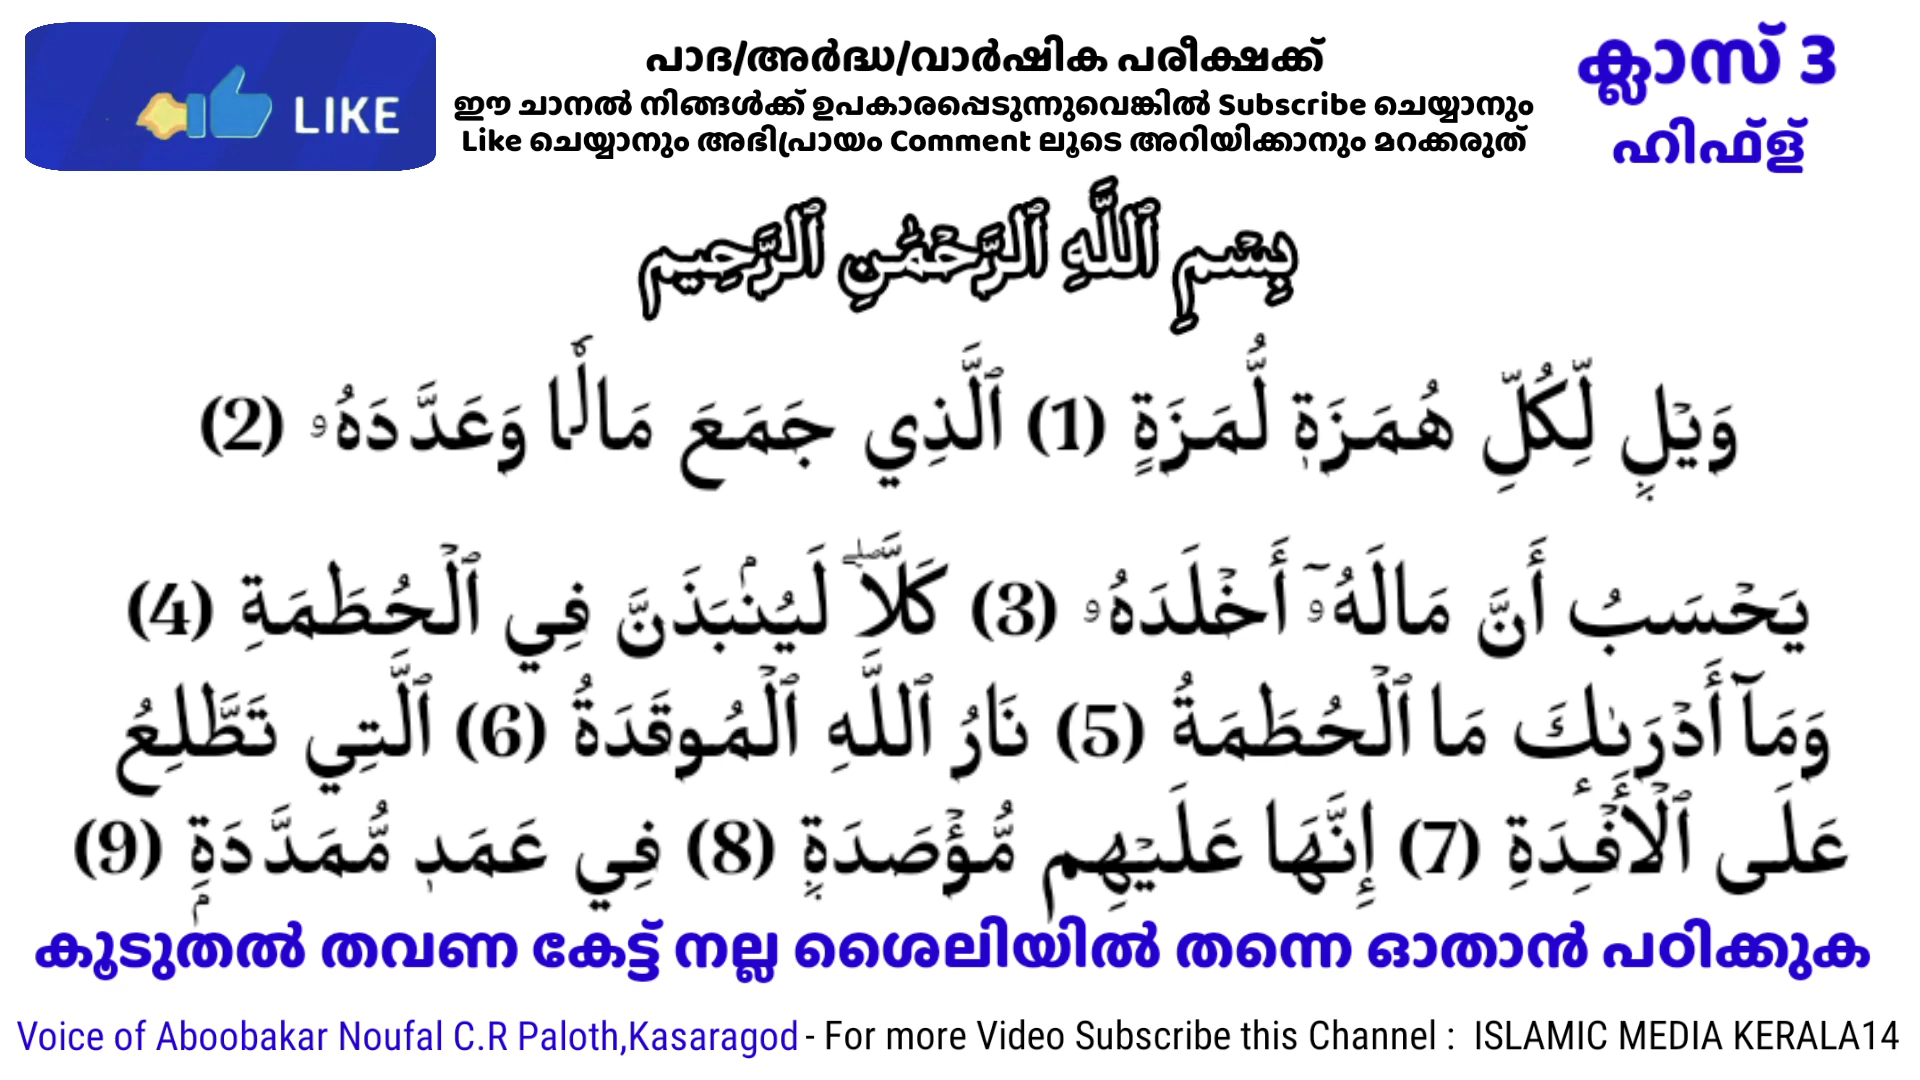 LIKE
പാദ/അർദ്ധ/വാർഷിക പരീക്ഷക്ക്
ഈ ചാനൽ നിങ്ങൾക്ക് ഉപകാരപ്പെടുന്നുവെങ്കിൽ Subscribe ചെയ്യാനും
Like ചെയ്യാനും അഭിപ്രായം Comment ലൂടെ അറിയിക്കാനും മറക്കരുത്
ക്ലാസ് 3
ഹിഫ്ള്
بِسۡمِ ٱللَّهِ ٱلرَّحۡمَٰنِ ٱلرَّحِيم
وَيۡلٞ لِّكُلِّ هُمَزَةٖ لُّمَزَةٍ (1) ٱلَّذِي جَمَعَ مَالٗا وَعَدَّدَهُۥ (2)
يَحۡسَبُ أَنَّ مَالَهُۥٓ أَخۡلَدَهُۥ (3) كَلَّاۖ لَيُنۢبَذَنَّ فِي ٱلۡحُطَمَةِ (4)
وَمَآ أَدۡرَىٰكَ مَا ٱلۡحُطَمَةُ (5) نَارُ ٱللَّهِ ٱلۡمُوقَدَةُ (6) ٱلَّتِي تَطَّلِعُ
عَلَى ٱلۡأَفۡـِٔدَةِ (7) إِنَّهَا عَلَيۡهِم مُّؤۡصَدَةٞ (8) فِي عَمَدٖ مُّمَدَّدَةِۭ (9)
കൂടുതൽ തവണ കേട്ട് നല്ല ശൈലിയിൽ തന്നെ ഓതാൻ പഠിക്കുക
Voice of Aboobakar Noufal C.R Paloth,Kasaragod - For more Video Subscribe this Channel : ISLAMIC MEDIA KERALA14